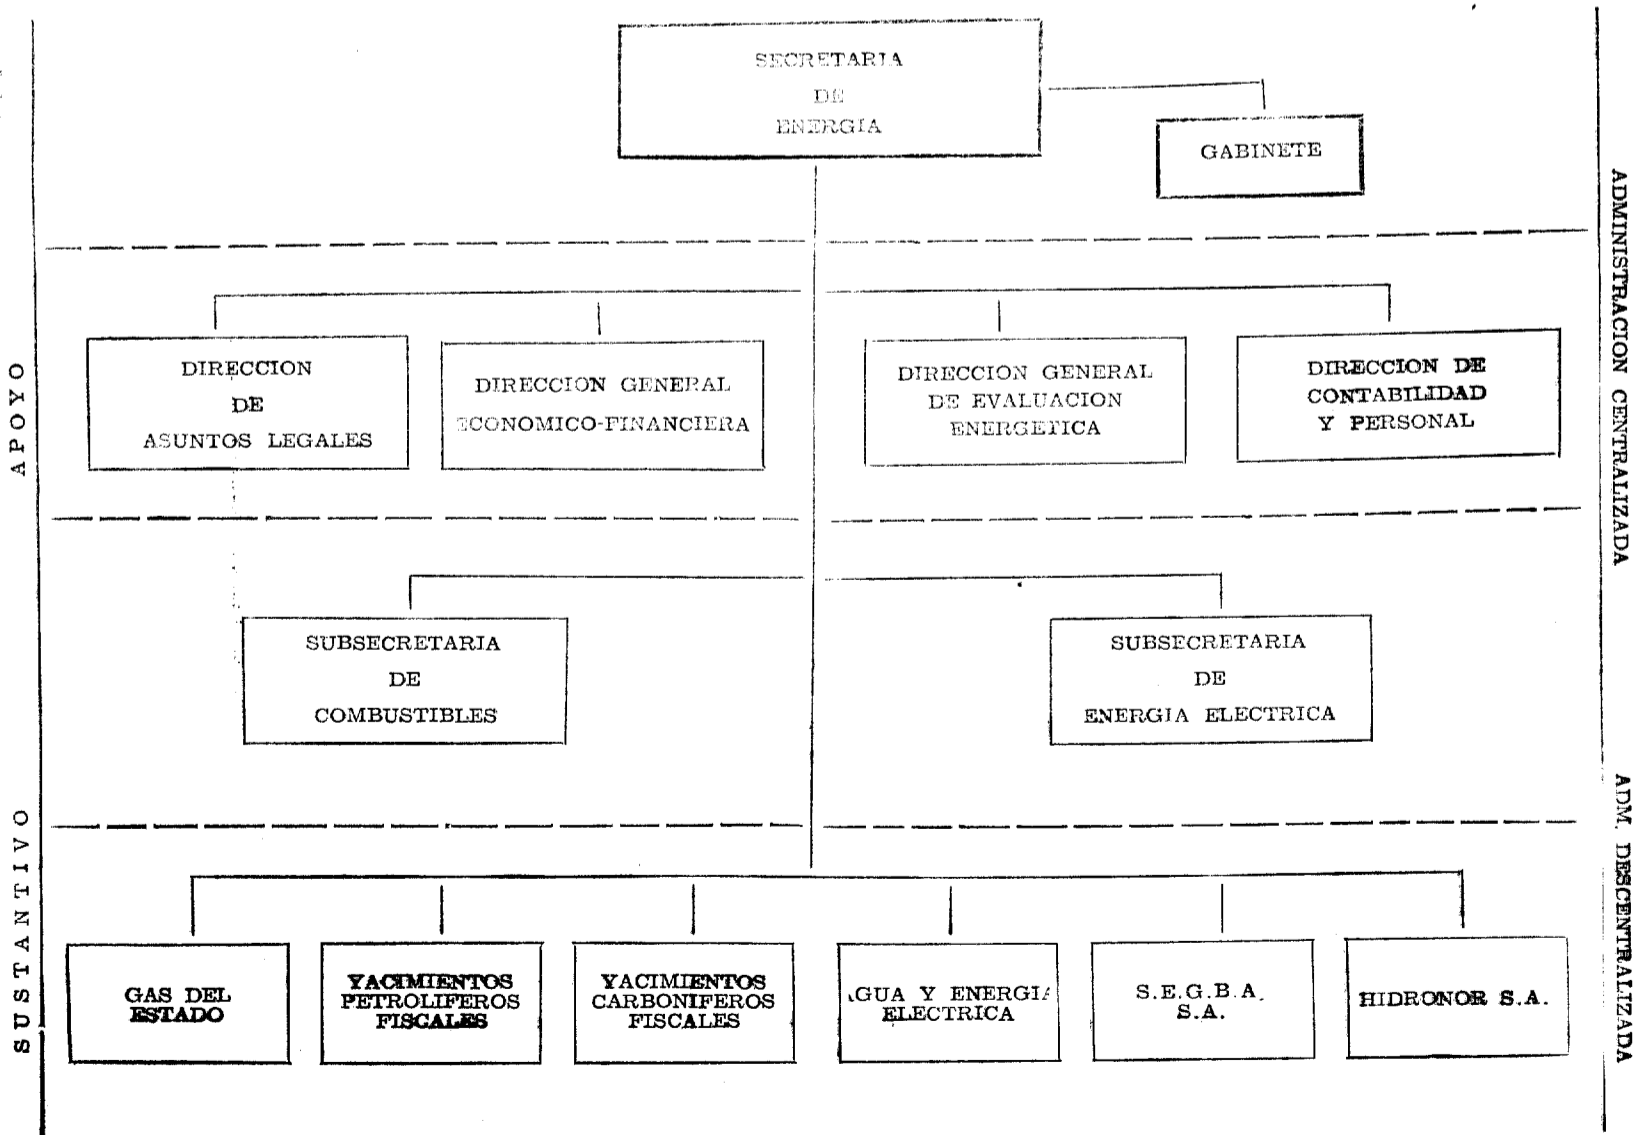 SECRETARIA
DE
ENERGIA
GABINETE
DIRECCION
DE
ASUNTOS LEGALES
DIRECCION GENERAL
ECONOMICO-FINANCIERA
DIRECCION GENERAL
DE EVALUACION
ENERGETICA
DIRECCION DE
CONTABILIDAD
Y PERSONAL
APOYO
ADMINISTRACION CENTRALIZADA
SUBSECRETARIA
DE
COMBUSTIBLES
SUBSECRETARIA
DE
ENERGIA ELECTRICA
SUSTANTIVO
ADM. DESCENTRALIZADA
GAS DEL
ESTADO
YACIMIENTOS
PETROLIFEROS
FISCALES
YACIMIENTOS
CARBONIFEROS
FISCALES
AGUA Y ENERGIA
ELECTRICA
S.E.G.B.A.
S.A.
HIDRONOR S.A.